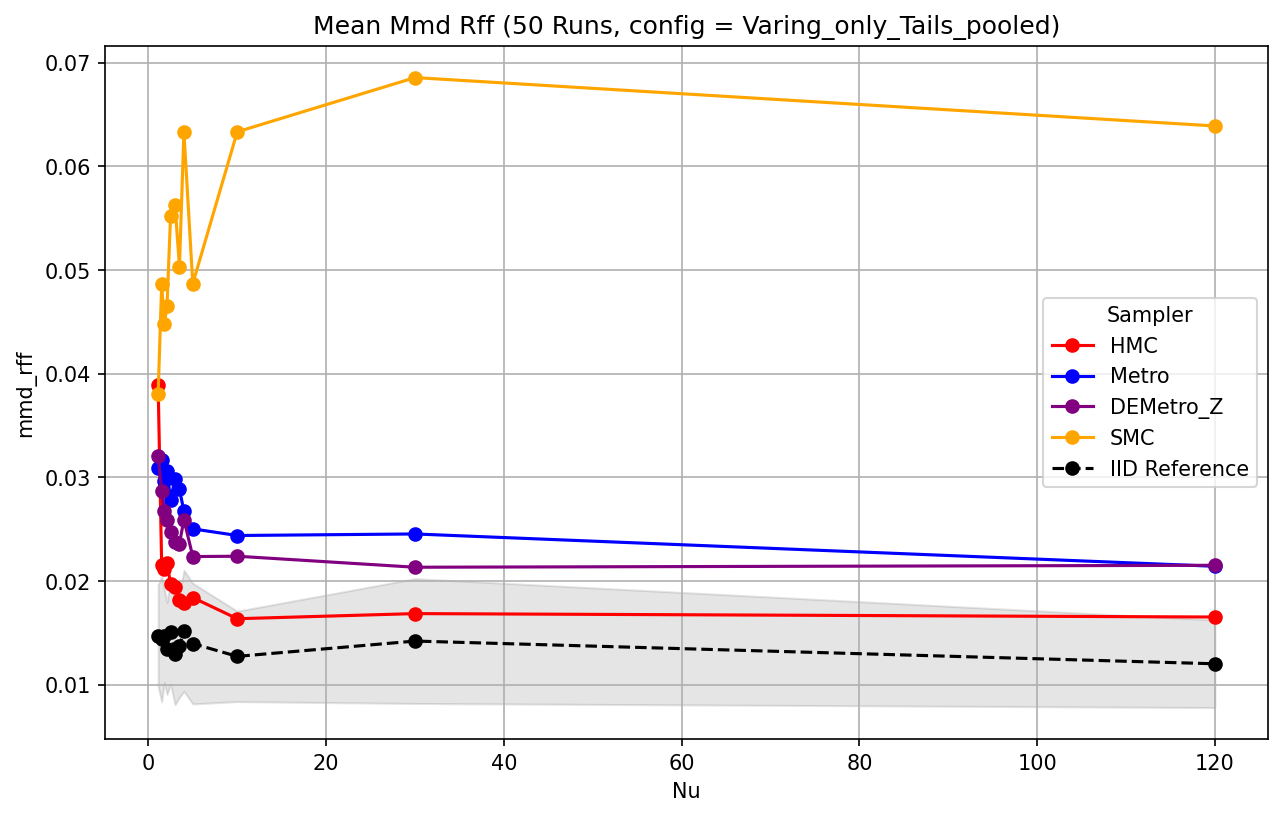 Mean Mmd Rff (50 Runs, config = Varing_only_Tails_pooled)
0.07
0.06
0.05
0.04
0.03
0.02
0.01
mmd_rff
Sampler
HMC
Metro
DEMetro_Z
SMC
IID Reference
0 20 40 60 80 100 120
Nu